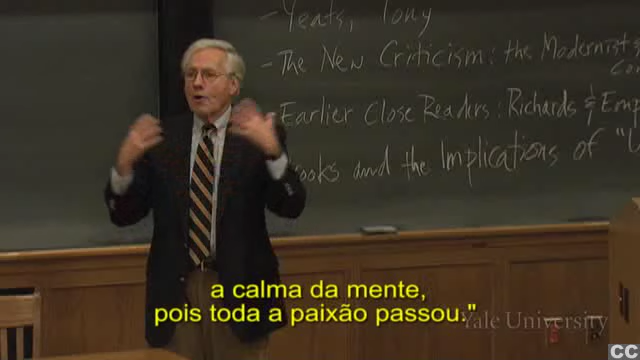 - Yeats, Tony
- The New Criticism: the Modernist
- Earlier Close Readers: Richards & Emp
ooks and the Implications of "U
a calma da mente,
pois toda a paixão passou."
Yale University
CC